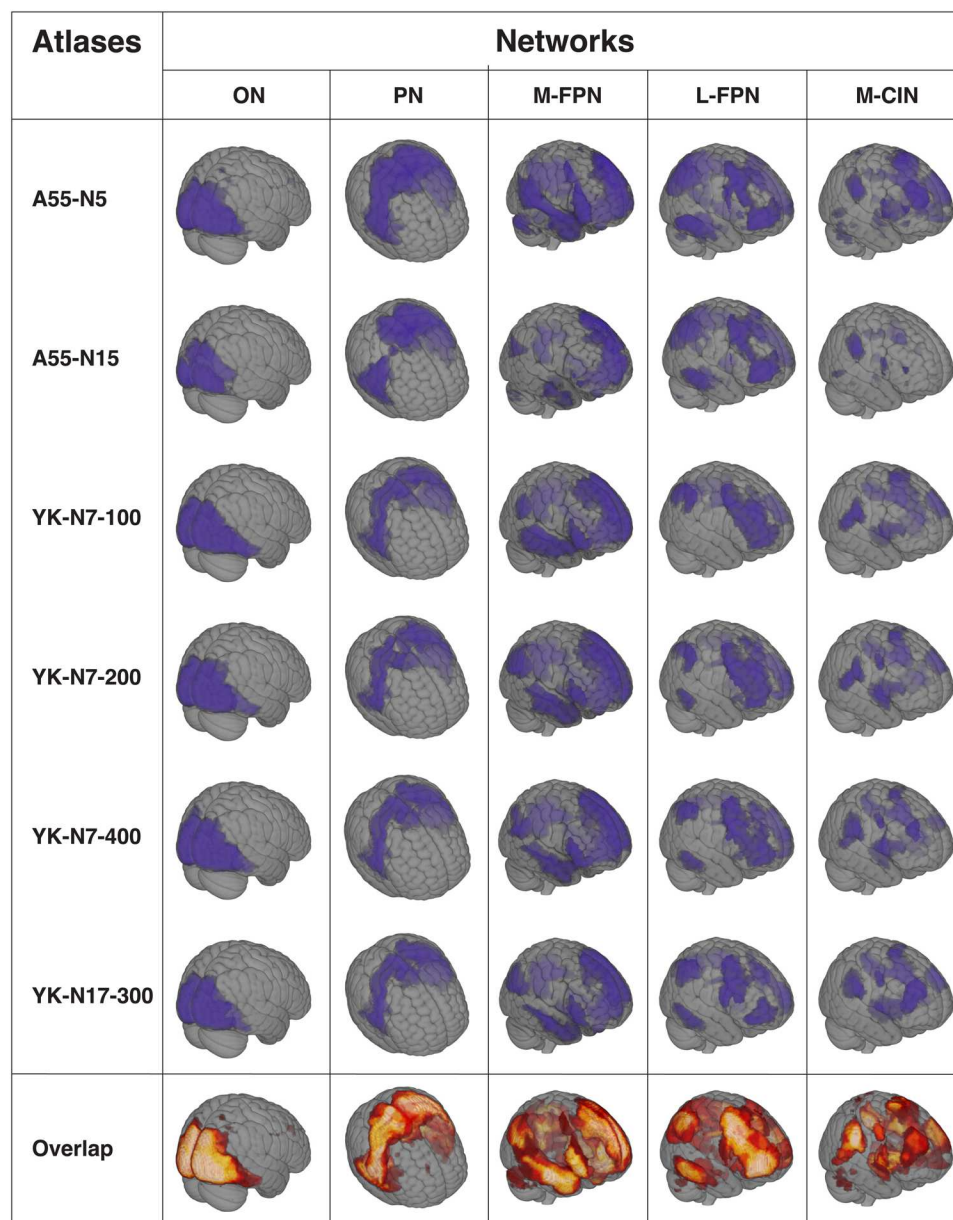 Atlases
Networks
ON PN M-FPN L-FPN M-CIN
A55-N5
A55-N15
YK-N7-100
YK-N7-200
YK-N7-400
YK-N17-300
Overlap